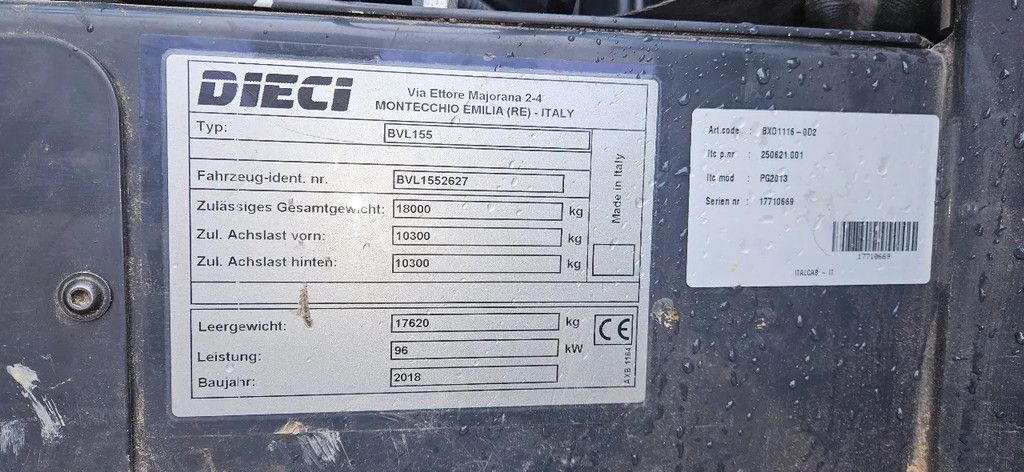 DIECI
Via Ettore Majorana 2-4
MONTECCHIO EMILIA (RE) - ITALY
Typ: BVL155
Fahrzeug-ident. nr. BVL1552627
Zulässiges Gesamtgewicht: 18000 kg
Zul. Achslast vorn: 10300 kg
Zul. Achslast hinten: 10300 kg
Made in Italy
Leergewicht: 17620 kg
Leistung: 96 kW
Baujahr: 2018
CE
AXB 1164
Art.code : BXD1116-0D2
Itc p.nr : 250621.001
Itc mod : PG2013
Serien nr : 17710669
17710669
ITALCAB - IT